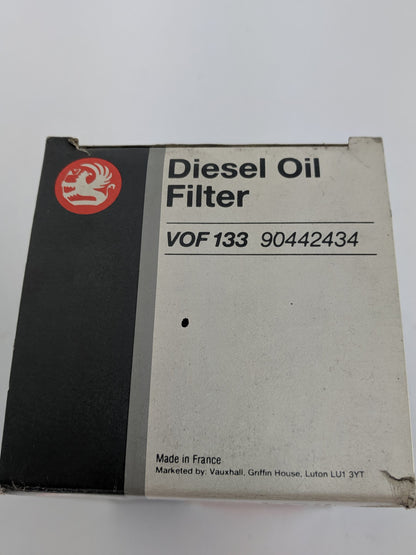 Diesel Oil
Filter
VOF 133 90442434
Made in France
Marketed by: Vauxhall, Griffin House, Luton LU1 3YT